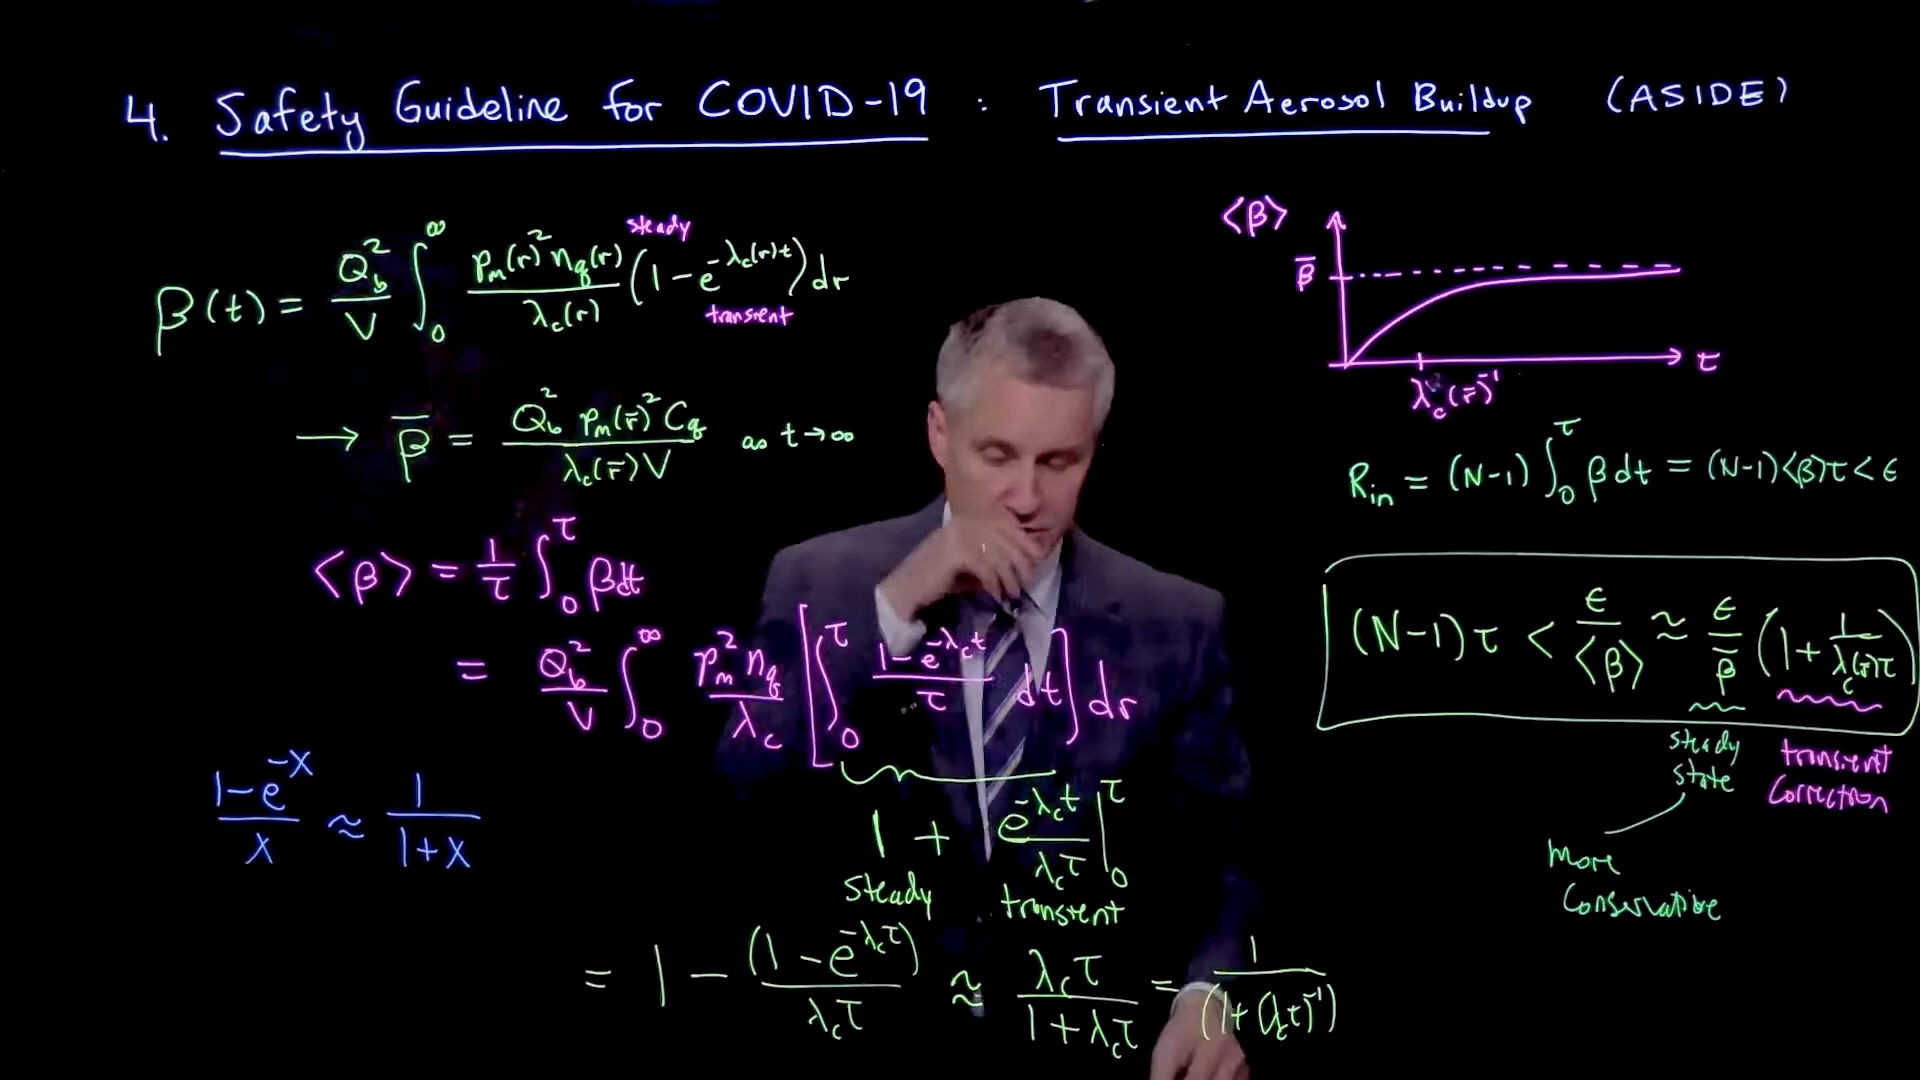 4. Safety Guideline for COVID-19 : Transient Aerosol Buildup (ASIDE)
β(t) = Q_b²/V ∫_0^∞ p_m(r)² n_q(r)/λ_c(r) (1 - e^{-λ_c(r)t}) dr
steady
transient
→ β̄ = Q_b² p_m(r̄)² C_q / λ_c(r̄)V as t→∞
⟨β⟩ = 1/τ ∫_0^τ β dt
= Q_b²/V ∫_0^∞ p_m² n_q/λ_c [∫_0^τ (1-e^{-λ_c t})/τ dt] dr
(1-e^{-x})/x ≈ 1/(1+x)
1 + e^{-λ_c t}/(λ_c τ) |_0^τ
steady transient
= 1 - (1-e^{-λ_c τ})/(λ_c τ) ≈ λ_c τ/(1+λ_c τ) = 1/(1+(λ_c τ)^{-1})
⟨β⟩
β̄
τ
λ_c(r̄)^{-1}
R_in = (N-1) ∫_0^τ β dt = (N-1)⟨β⟩τ < ε
(N-1)τ < ε/⟨β⟩ ≈ ε/β̄ (1 + 1/(λ_c(r̄)τ))
steady
state
transient
correction
More
Conservative